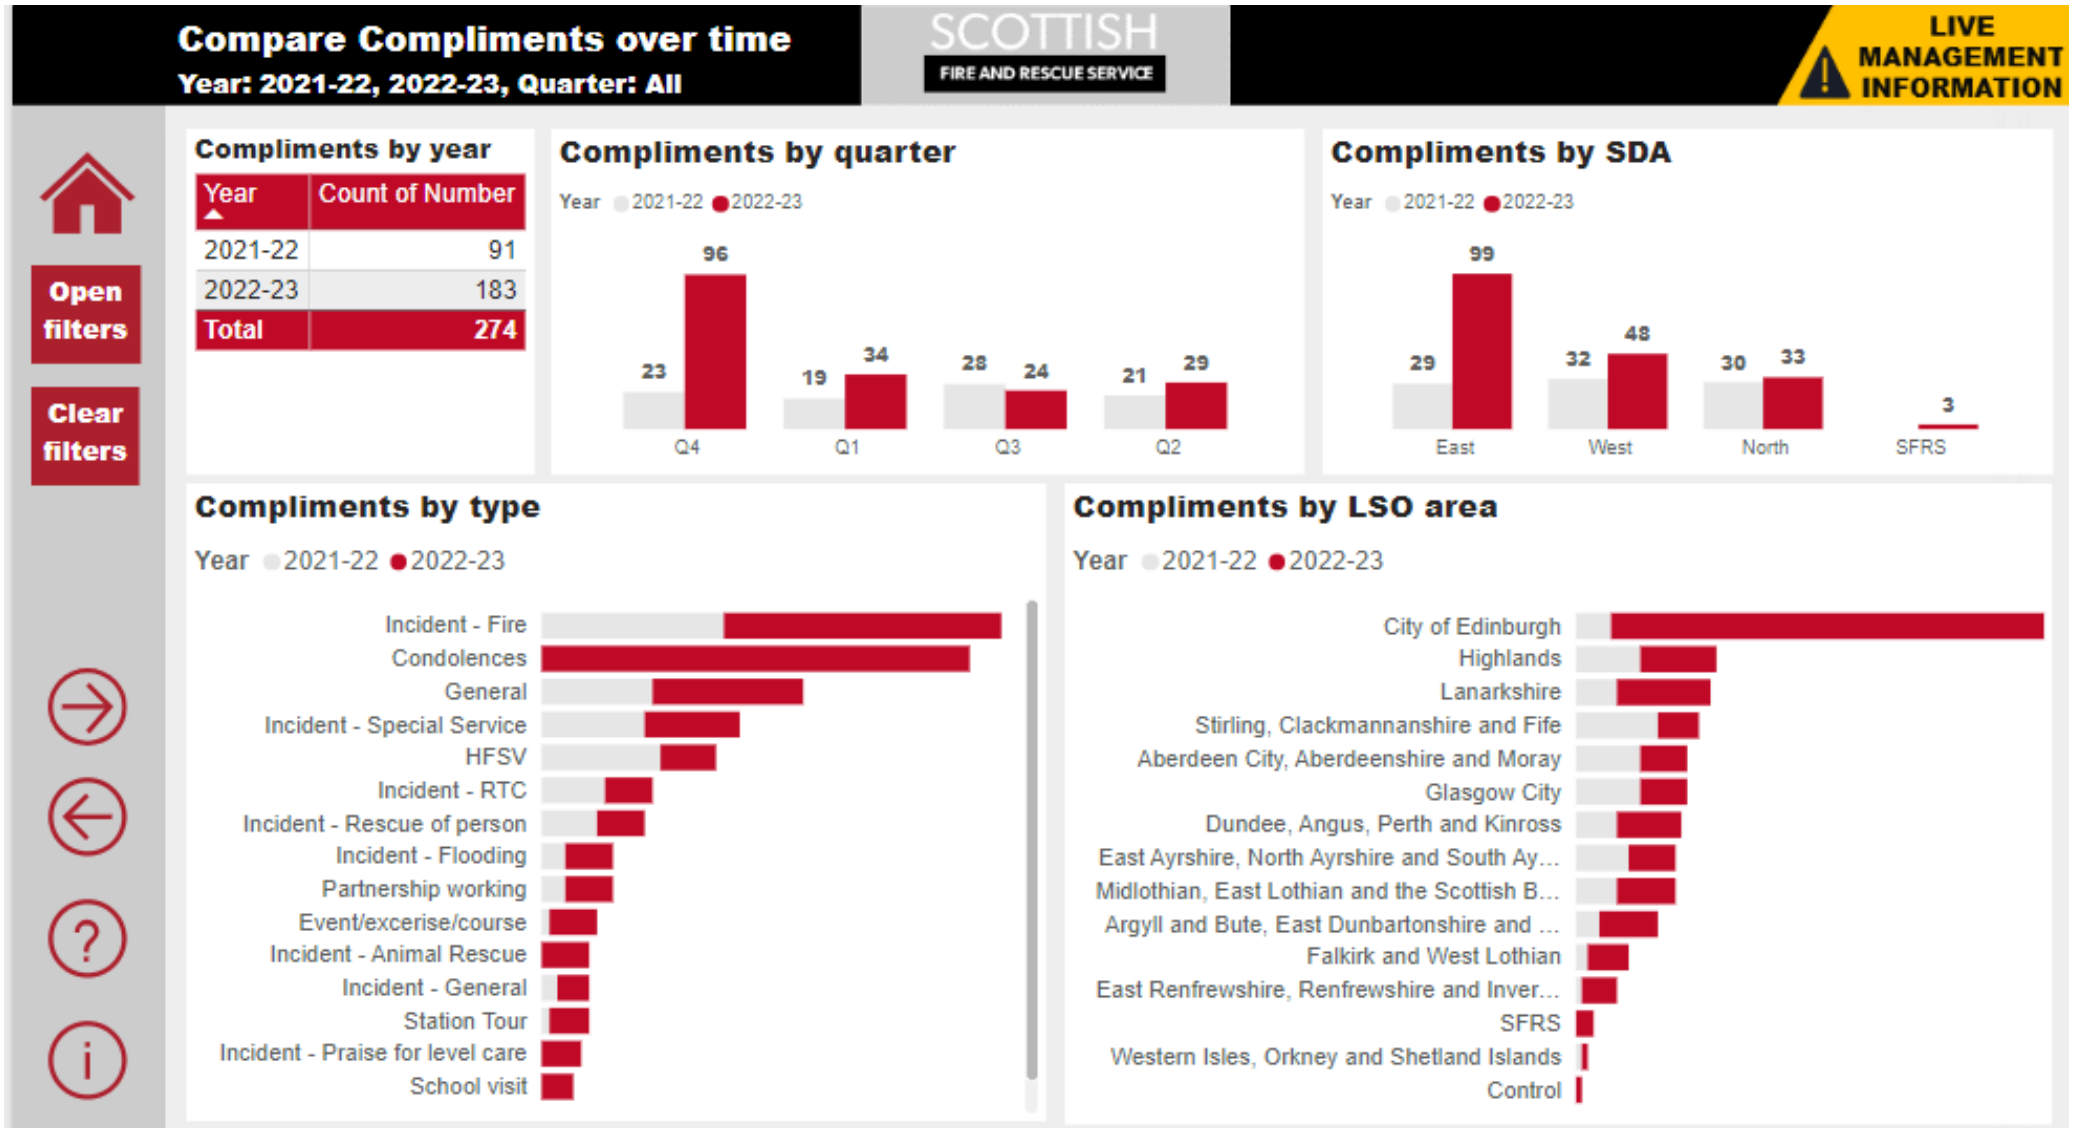 Compare Compliments over time
Year: 2021-22, 2022-23, Quarter: All
SCOTTISH
FIRE AND RESCUE SERVICE
LIVE
MANAGEMENT
INFORMATION
Open
filters
Clear
filters
?
i
Compliments by year
Year Count of Number
2021-22 91
2022-23 183
Total 274
Compliments by quarter
Year 2021-22 2022-23
96
23
19
34
28
24
21
29
Q4 Q1 Q3 Q2
Compliments by SDA
Year 2021-22 2022-23
99
29
32
48
30
33
3
East West North SFRS
Compliments by type
Year 2021-22 2022-23
Incident - Fire
Condolences
General
Incident - Special Service
HFSV
Incident - RTC
Incident - Rescue of person
Incident - Flooding
Partnership working
Event/excerise/course
Incident - Animal Rescue
Incident - General
Station Tour
Incident - Praise for level care
School visit
Compliments by LSO area
Year 2021-22 2022-23
City of Edinburgh
Highlands
Lanarkshire
Stirling, Clackmannanshire and Fife
Aberdeen City, Aberdeenshire and Moray
Glasgow City
Dundee, Angus, Perth and Kinross
East Ayrshire, North Ayrshire and South Ay...
Midlothian, East Lothian and the Scottish B...
Argyll and Bute, East Dunbartonshire and ...
Falkirk and West Lothian
East Renfrewshire, Renfrewshire and Inver...
SFRS
Western Isles, Orkney and Shetland Islands
Control